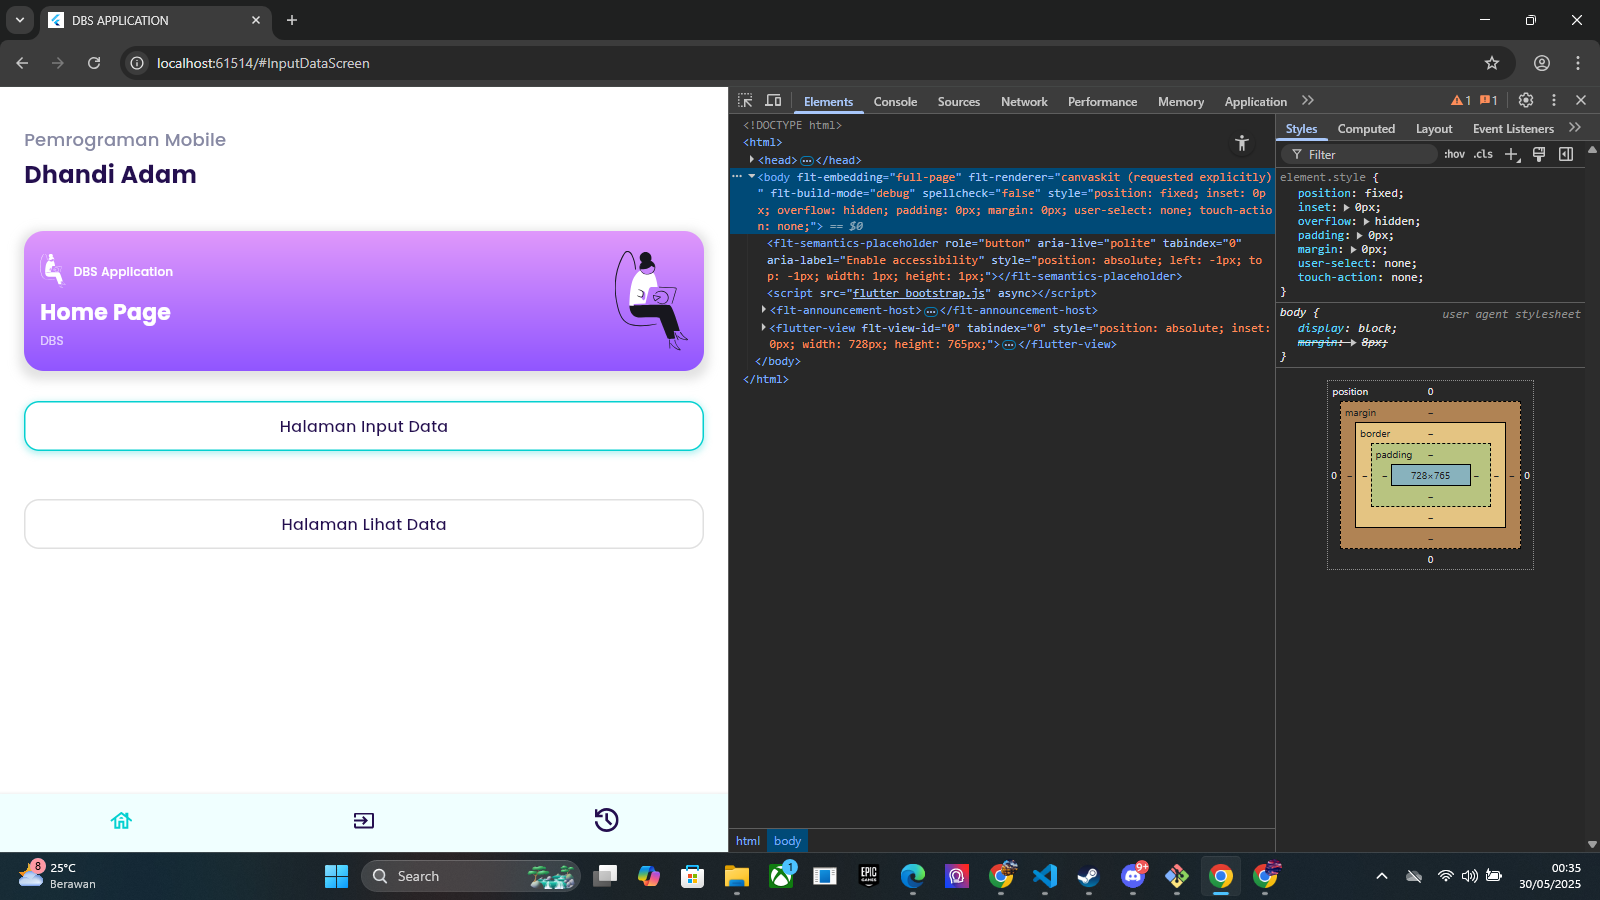 DBS APPLICATION
localhost:61514/#InputDataScreen
Pemrograman Mobile
Dhandi Adam
DBS Application
Home Page
DBS
Halaman Input Data
Halaman Lihat Data
Elements
Console
Sources
Network
Performance
Memory
Application
1
1
<!DOCTYPE html>
<html>
<head> ··· </head>
··· <body flt-embedding="full-page" flt-renderer="canvaskit (requested explicitly)
" flt-build-mode="debug" spellcheck="false" style="position: fixed; inset: 0p
x; overflow: hidden; padding: 0px; margin: 0px; user-select: none; touch-actio
n: none;"> == $0
<flt-semantics-placeholder role="button" aria-live="polite" tabindex="0"
aria-label="Enable accessibility" style="position: absolute; left: -1px; to
p: -1px; width: 1px; height: 1px;"></flt-semantics-placeholder>
<script src="flutter_bootstrap.js" async></script>
<flt-announcement-host> ··· </flt-announcement-host>
<flutter-view flt-view-id="0" tabindex="0" style="position: absolute; inset:
0px; width: 728px; height: 765px;"> ··· </flutter-view>
</body>
</html>
html
body
Styles
Computed
Layout
Event Listeners
Filter
:hov
.cls
element.style {
position: fixed;
inset: 0px;
overflow: hidden;
padding: 0px;
margin: 0px;
user-select: none;
touch-action: none;
}
body {
user agent stylesheet
display: block;
margin: 8px;
}
position
0
margin
–
border
–
padding
–
0
–
–
–
728×765
–
–
–
0
–
–
–
0
8
25°C
Berawan
Search
1
EPIC GAMES
9+
00:35
30/05/2025